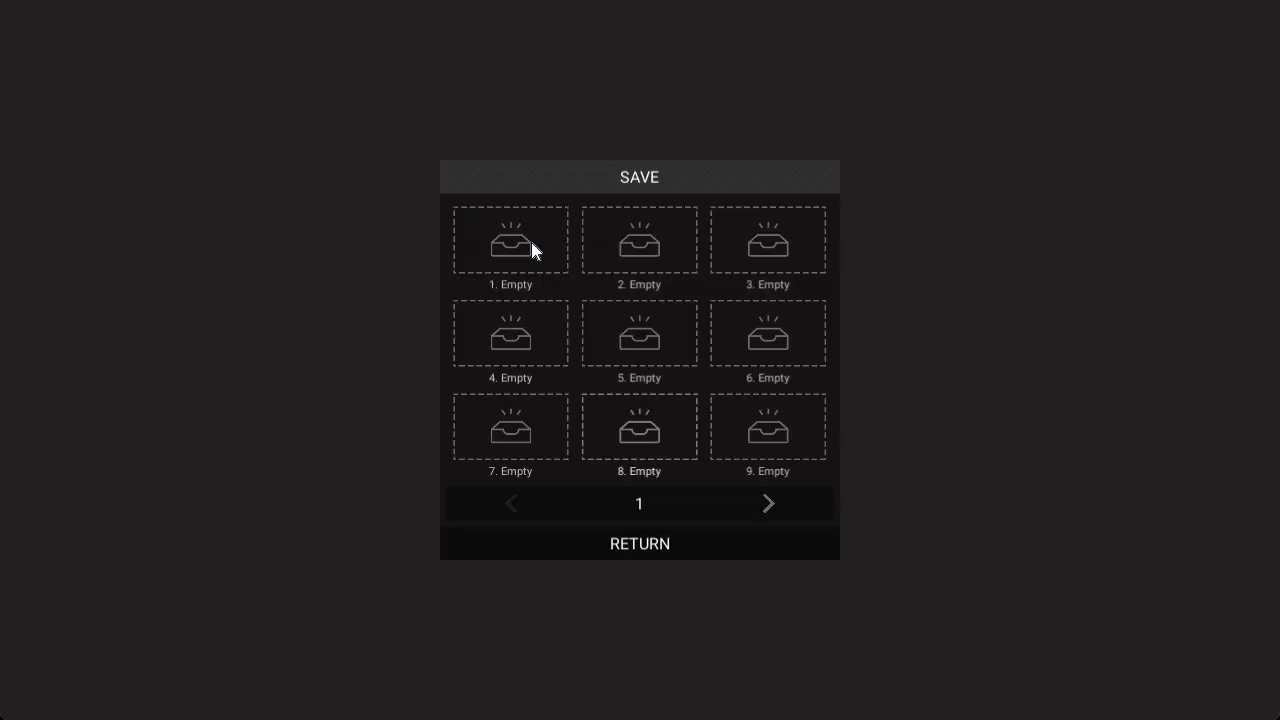 SAVE
1. Empty
2. Empty
3. Empty
4. Empty
5. Empty
6. Empty
7. Empty
8. Empty
9. Empty
1
RETURN